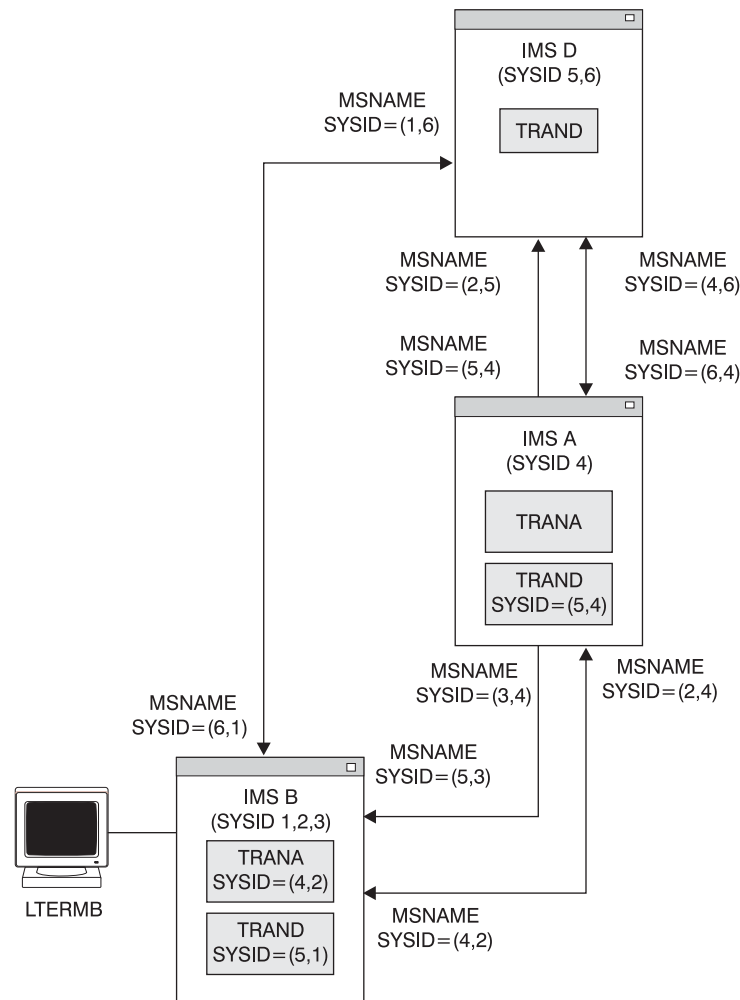 IMS D
(SYSID 5,6)
TRAND
MSNAME
SYSID=(1,6)
MSNAME
SYSID=(2,5)
MSNAME
SYSID=(4,6)
MSNAME
SYSID=(5,4)
MSNAME
SYSID=(6,4)
IMS A
(SYSID 4)
TRANA
TRAND
SYSID=(5,4)
MSNAME
SYSID=(3,4)
MSNAME
SYSID=(2,4)
MSNAME
SYSID=(6,1)
MSNAME
SYSID=(5,3)
IMS B
(SYSID 1,2,3)
TRANA
SYSID=(4,2)
TRAND
SYSID=(5,1)
MSNAME
SYSID=(4,2)
LTERMB